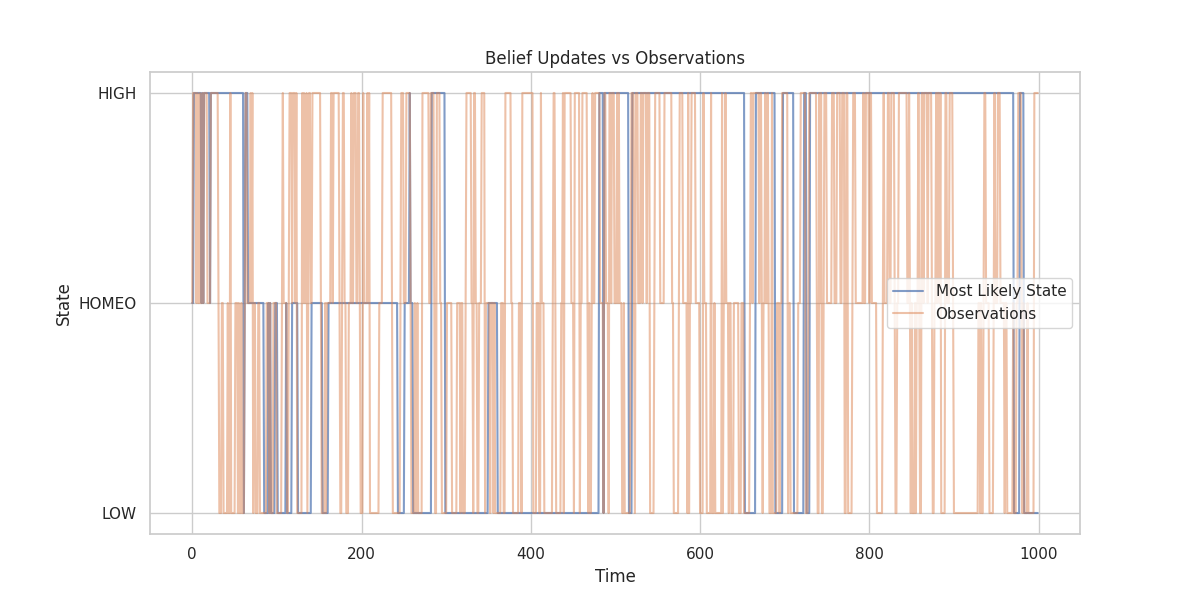 Belief Updates vs Observations
HIGH
HOMEO
LOW
State
Most Likely State
Observations
0
200
400
600
800
1000
Time